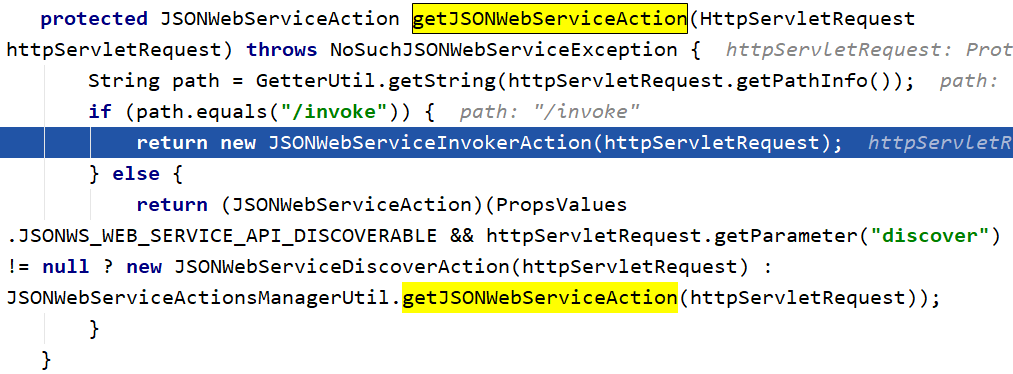 protected JSONWebServiceAction getJSONWebServiceAction(HttpServletRequest
httpServletRequest) throws NoSuchJSONWebServiceException { httpServletRequest: Prot
String path = GetterUtil.getString(httpServletRequest.getPathInfo()); path:
if (path.equals("/invoke")) { path: "/invoke"
return new JSONWebServiceInvokerAction(httpServletRequest); httpServletR
} else {
return (JSONWebServiceAction)(PropsValues
.JSONWS_WEB_SERVICE_API_DISCOVERABLE && httpServletRequest.getParameter("discover")
!= null ? new JSONWebServiceDiscoverAction(httpServletRequest) :
JSONWebServiceActionsManagerUtil.getJSONWebServiceAction(httpServletRequest));
}
}